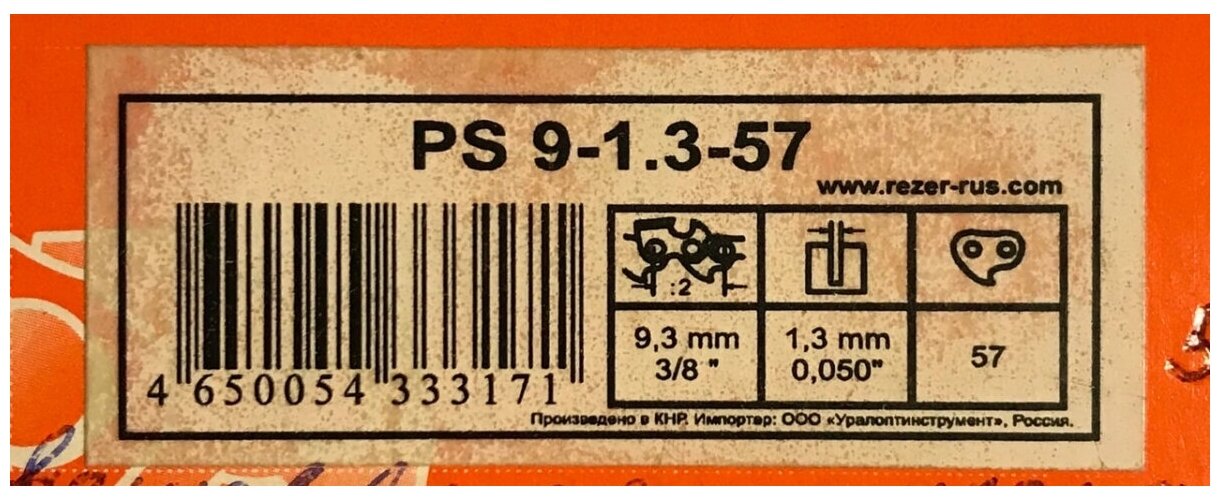 PS 9-1.3-57
www.rezer-rus.com
:2
9,3 mm
3/8 "
1,3 mm
0,050"
57
4 650054 333171
Произведено в КНР. Импортер: ООО «Уралоптинструмент», Россия.